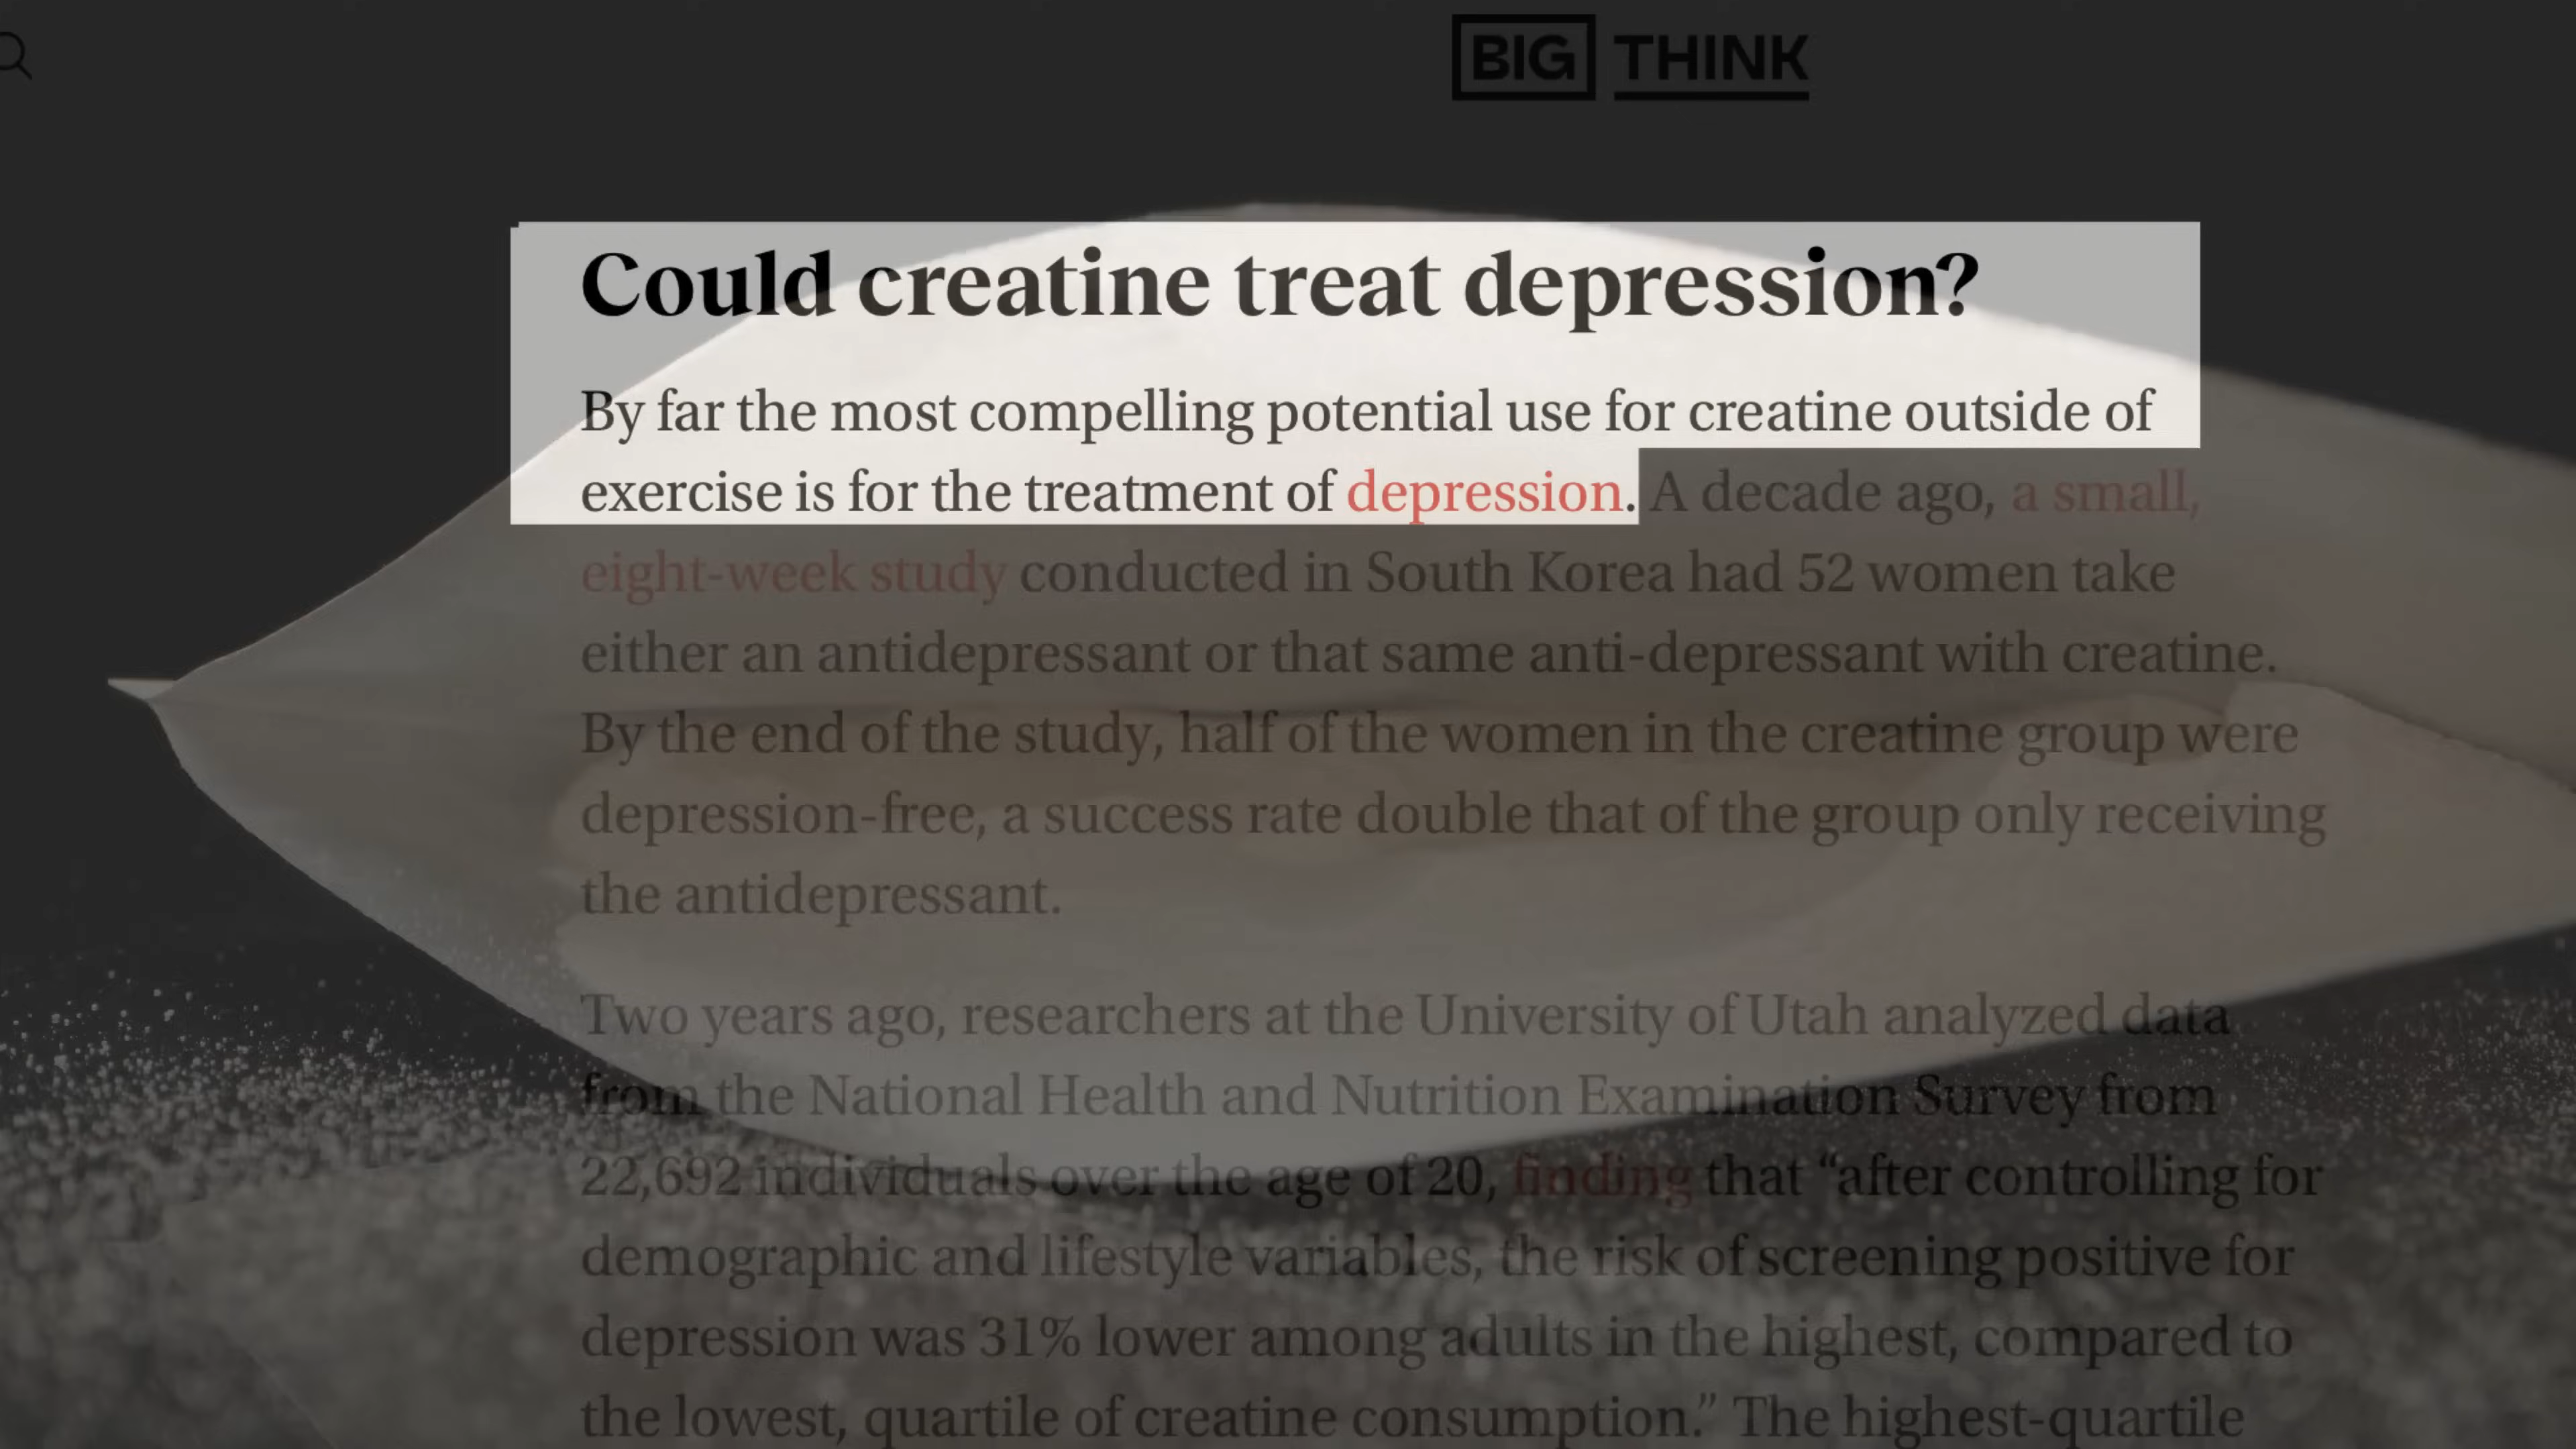 BIG THINK
Could creatine treat depression?
By far the most compelling potential use for creatine outside of
exercise is for the treatment of depression. A decade ago, a small,
eight-week study conducted in South Korea had 52 women take
either an antidepressant or that same anti-depressant with creatine.
By the end of the study, half of the women in the creatine group were
depression-free, a success rate double that of the group only receiving
the antidepressant.
Two years ago, researchers at the University of Utah analyzed data
from the National Health and Nutrition Examination Survey from
22,692 individuals over the age of 20, finding that “after controlling for
demographic and lifestyle variables, the risk of screening positive for
depression was 31% lower among adults in the highest, compared to
the lowest, quartile of creatine consumption.” The highest-quartile